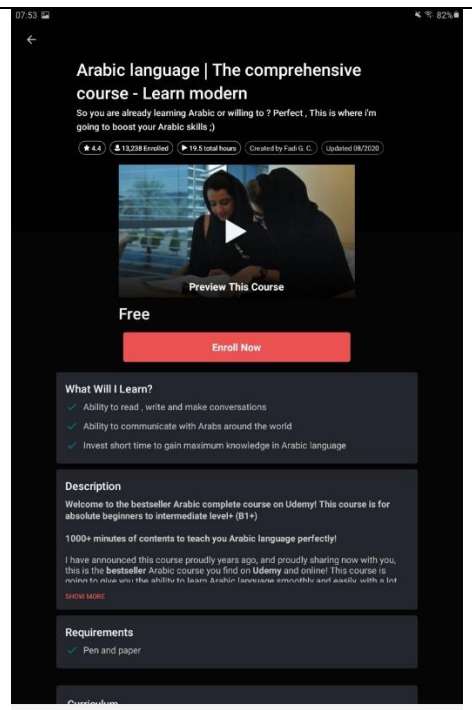 07:53 82%
Arabic language | The comprehensive
course - Learn modern
So you are already learning Arabic or willing to ? Perfect , This is where i'm
going to boost your Arabic skills ;)
★ 4.4 13,238 Enrolled 19.5 total hours Created by Fadi G. C. Updated 08/2020
Preview This Course
Free
Enroll Now
What Will I Learn?
Ability to read , write and make conversations
Ability to communicate with Arabs around the world
Invest short time to gain maximum knowledge in Arabic language
Description
Welcome to the bestseller Arabic complete course on Udemy! This course is for
absolute beginners to intermediate level+ (B1+)
1000+ minutes of contents to teach you Arabic language perfectly!
I have announced this course proudly years ago, and proudly sharing now with you,
this is the bestseller Arabic course you find on Udemy and online! This course is
going to give you the ability to learn Arabic language smoothly and easily, with a lot
SHOW MORE
Requirements
Pen and paper
Curriculum